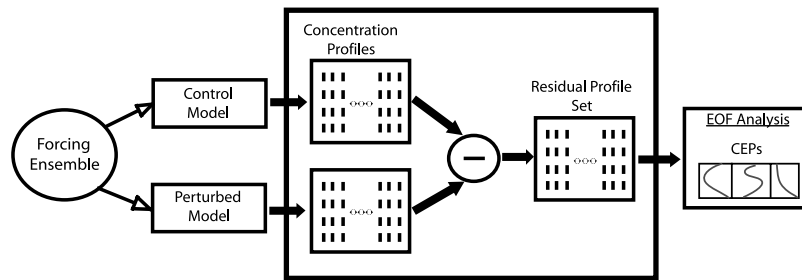 Concentration
Profiles
Control
Model
Residual Profile
Set
Forcing
Ensemble
EOF Analysis
CEPs
Perturbed
Model